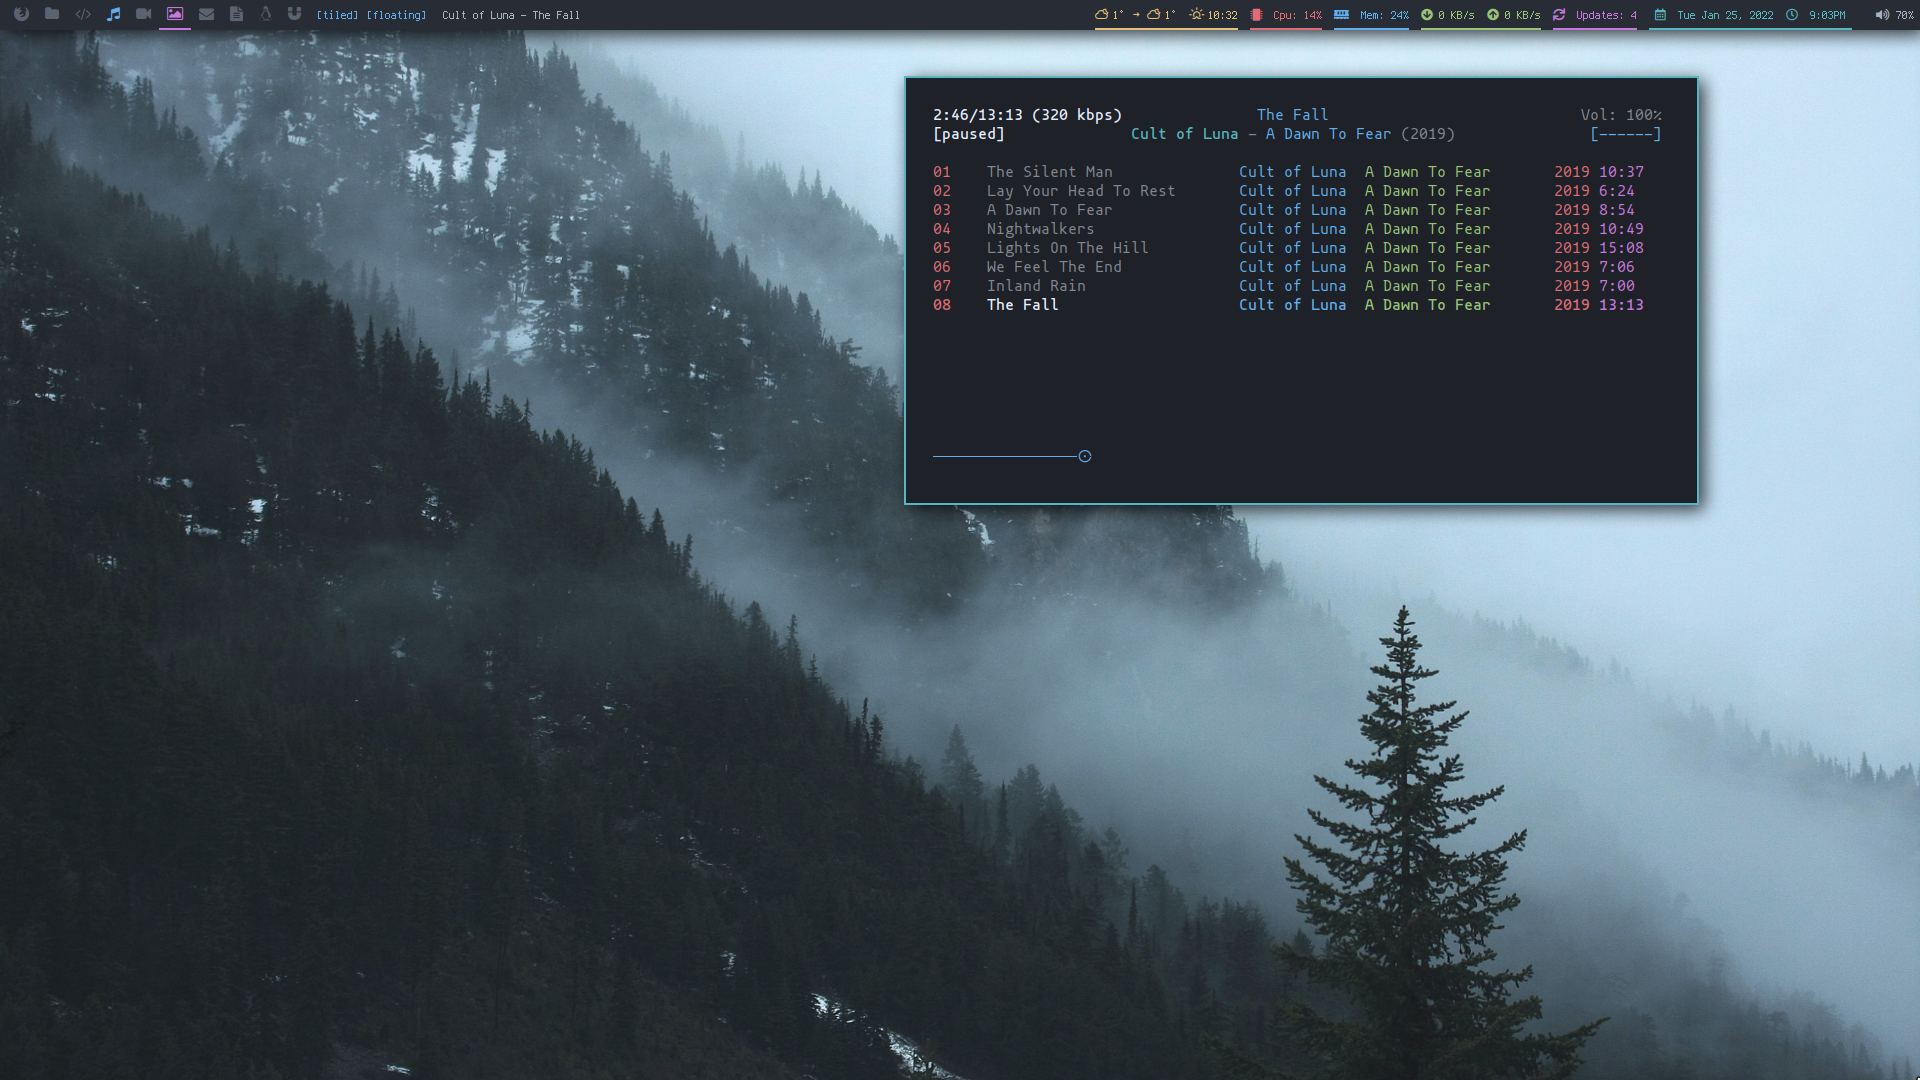 [tiled] [floating] Cult of Luna - The Fall 1° → 1° 10:32 Cpu: 14% Mem: 24% 0 KB/s 0 KB/s Updates: 4 Tue Jan 25, 2022 9:03PM 70%
2:46/13:13 (320 kbps) The Fall Vol: 100%
[paused] Cult of Luna - A Dawn To Fear (2019) [------]
01 The Silent Man Cult of Luna A Dawn To Fear 2019 10:37
02 Lay Your Head To Rest Cult of Luna A Dawn To Fear 2019 6:24
03 A Dawn To Fear Cult of Luna A Dawn To Fear 2019 8:54
04 Nightwalkers Cult of Luna A Dawn To Fear 2019 10:49
05 Lights On The Hill Cult of Luna A Dawn To Fear 2019 15:08
06 We Feel The End Cult of Luna A Dawn To Fear 2019 7:06
07 Inland Rain Cult of Luna A Dawn To Fear 2019 7:00
08 The Fall Cult of Luna A Dawn To Fear 2019 13:13